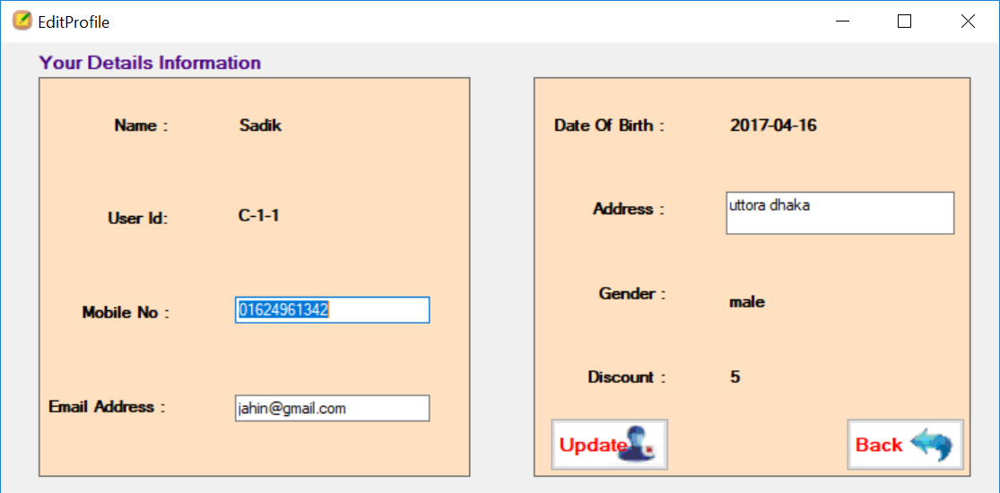 EditProfile
Your Details Information
Name : Sadik
User Id: C-1-1
Mobile No : 01624961342
Email Address : jahin@gmail.com
Date Of Birth : 2017-04-16
Address : uttora dhaka
Gender : male
Discount : 5
Update Back